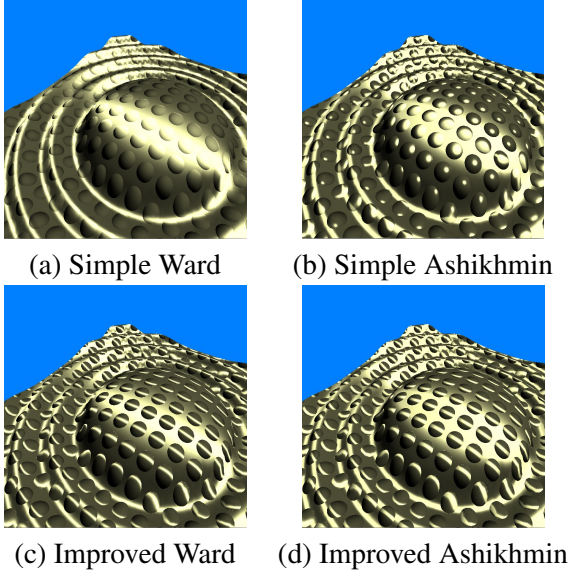 (a) Simple Ward
(b) Simple Ashikhmin
(c) Improved Ward
(d) Improved Ashikhmin